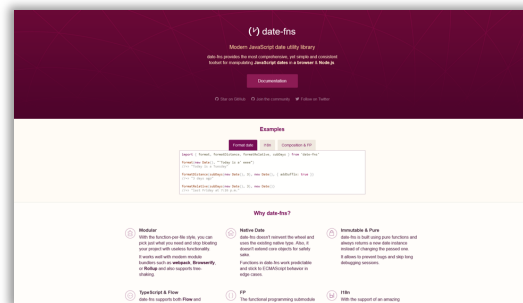 date-fns
Modern JavaScript date utility library
date-fns provides the most comprehensive, yet simple and consistent
toolset for manipulating JavaScript dates in a browser & Node.js
Documentation
Star on GitHub Join the community Follow on Twitter
Examples
Format date I18n Composition & FP
import { format, formatDistance, formatRelative, subDays } from 'date-fns'
format(new Date(), "'Today is a' eeee")
//=> "Today is a
formatDistance(subDays(new Date(), 3), new Date(), { addSuffix: true })
//=> "3 days ago"
formatRelative(subDays(new Date(), 3), new Date())
//=> "last Friday at 7:26 p.m."
Why date-fns?
Modular
With the function-per-file style, you can
pick just what you need and stop bloating
your project with useless functionality.
It works well with modern module
bundlers such as webpack, Browserify,
or Rollup and also supports tree-
shaking.
Native Date
date-fns doesn't reinvent the wheel and
uses the existing native type. Also, it
doesn't extend core objects for safety
sake.
Functions in date-fns work predictable
and stick to ECMAScript behavior in
edge cases.
Immutable & Pure
date-fns is built using pure functions and
always returns a new date instance
instead of changing the passed one.
It allows to prevent bugs and skip long
debugging sessions.
TypeScript & Flow
date-fns supports both Flow and
FP
The functional programming submodule
I18n
With the support of an amazing